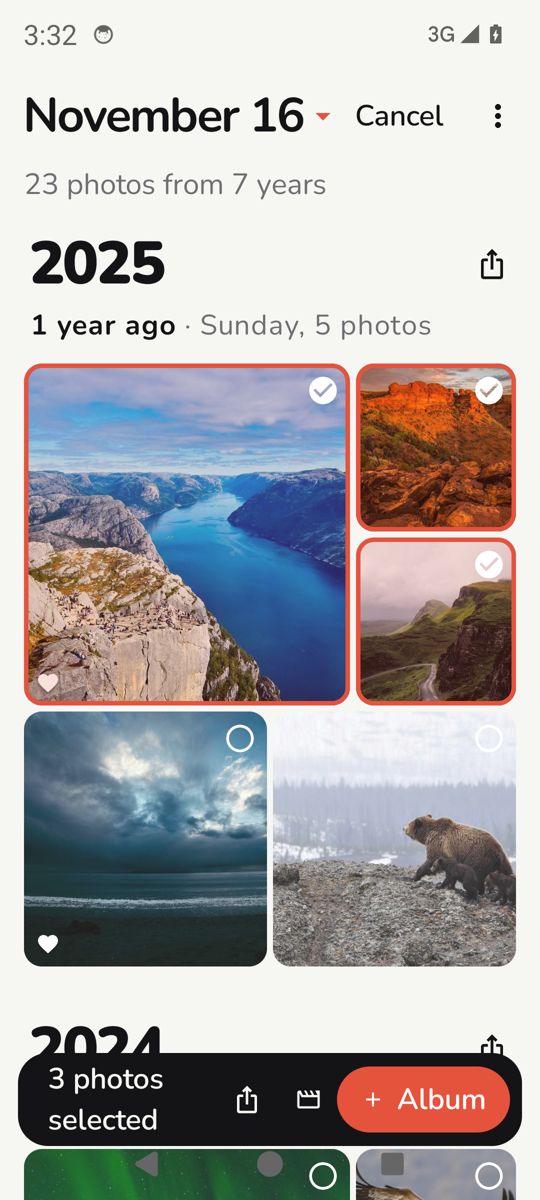 3:32
3G
November 16
Cancel
23 photos from 7 years
2025
1 year ago · Sunday, 5 photos
2024
3 photos
selected
+ Album